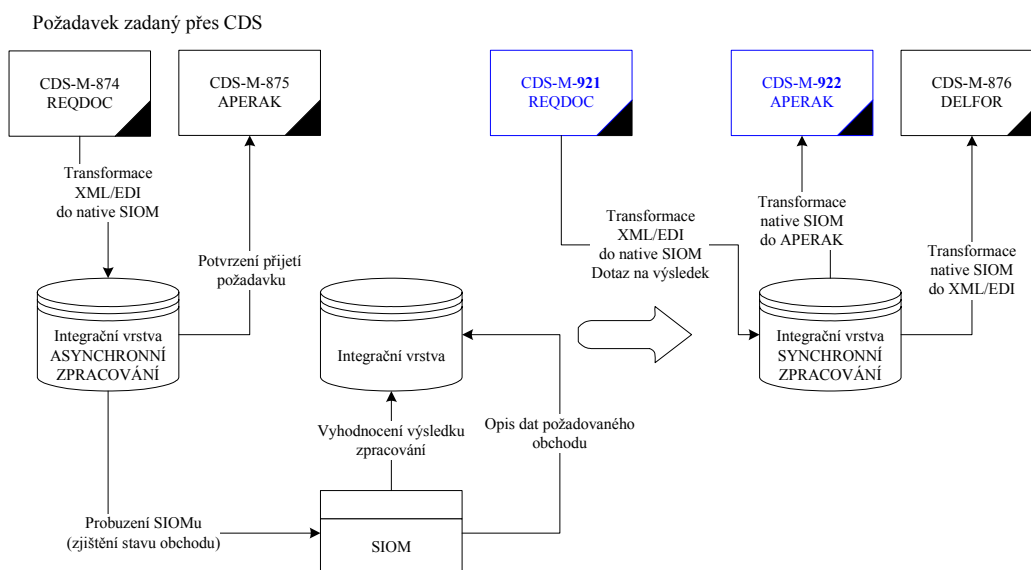 Požadavek zadaný přes CDS
CDS-M-874
REQDOC
CDS-M-875
APERAK
CDS-M-921
REQDOC
CDS-M-922
APERAK
CDS-M-876
DELFOR
Transformace
XML/EDI
do native SIOM
Potvrzení přijetí
požadavku
Transformace
XML/EDI
do native SIOM
Dotaz na výsledek
Transformace
native SIOM
do APERAK
Transformace
native SIOM
do XML/EDI
Integrační vrstva
ASYNCHRONNÍ
ZPRACOVÁNÍ
Integrační vrstva
Integrační vrstva
SYNCHRONNÍ
ZPRACOVÁNÍ
Vyhodnocení výsledku
zpracování
Opis dat požadovaného
obchodu
Probuzení SIOMu
(zjištění stavu obchodu)
SIOM